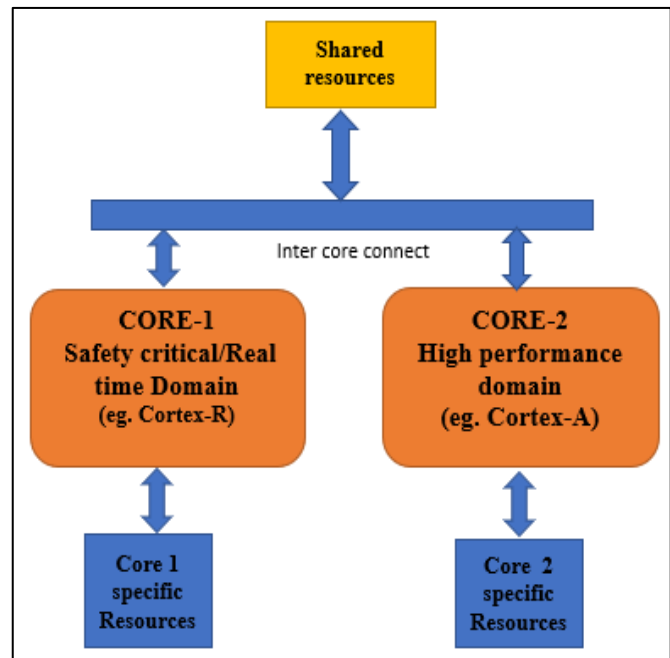 Shared
resources
Inter core connect
CORE-1
Safety critical/Real
time Domain
(eg. Cortex-R)
CORE-2
High performance
domain
(eg. Cortex-A)
Core 1
specific
Resources
Core 2
specific
Resources